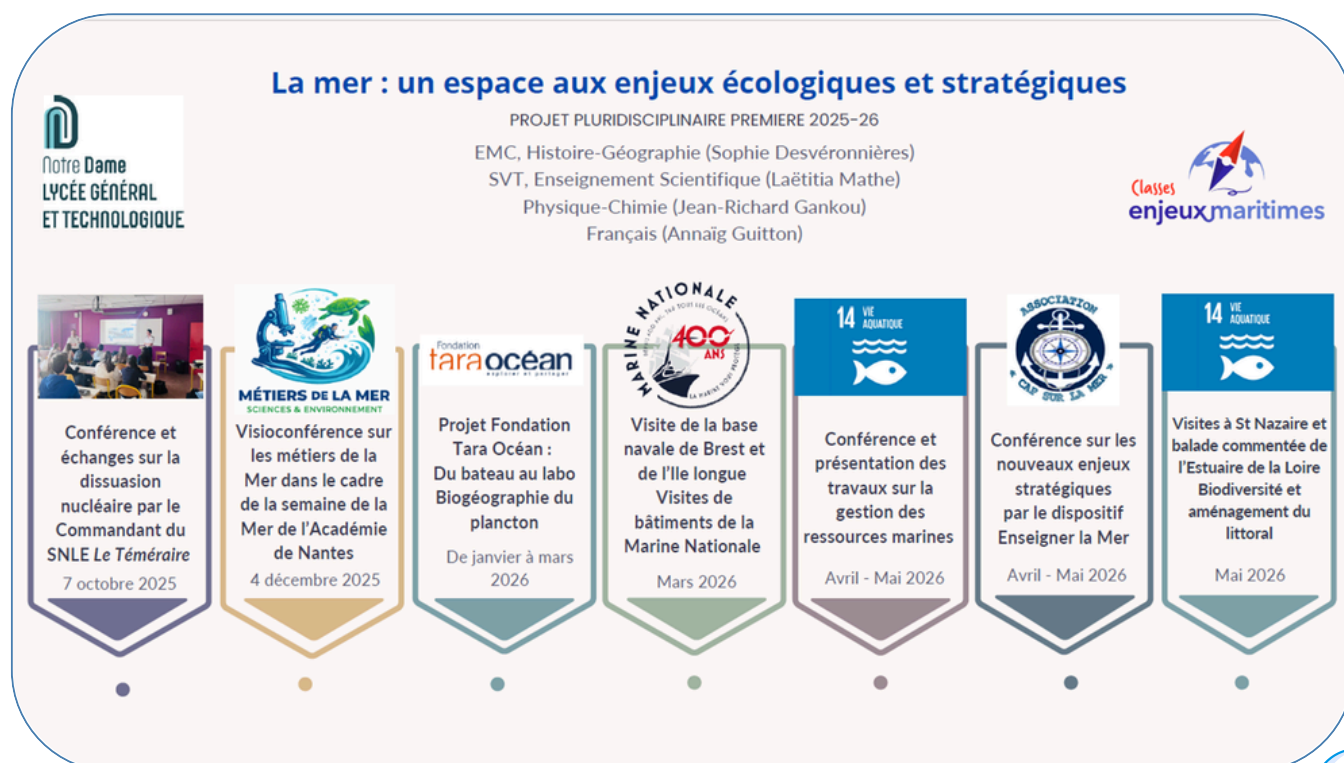 La mer : un espace aux enjeux écologiques et stratégiques
PROJET PLURIDISCIPLINAIRE PREMIERE 2025-26
EMC, Histoire-Géographie (Sophie Desvéronnières)
SVT, Enseignement Scientifique (Laëtitia Mathe)
Physique-Chimie (Jean-Richard Gankou)
Français (Annaïg Guitton)
Notre Dame
LYCÉE GÉNÉRAL
ET TECHNOLOGIQUE
Classes
enjeux maritimes
Conférence et
échanges sur la
dissuasion
nucléaire par le
Commandant du
SNLE Le Téméraire
7 octobre 2025
MÉTIERS DE LA MER
SCIENCES & ENVIRONNEMENT
Visioconférence sur
les métiers de la
Mer dans le cadre
de la semaine de la
Mer de l'Académie
de Nantes
4 décembre 2025
Fondation
tara océan
explorer et partager
Projet Fondation
Tara Océan :
Du bateau au labo
Biogéographie du
plancton
De janvier à mars
2026
MARINE NATIONALE
400
ANS
LA MARINE NOUS PROTÈGE
Visite de la base
navale de Brest et
de l'Ile longue
Visites de
bâtiments de la
Marine Nationale
Mars 2026
14 VIE
AQUATIQUE
Conférence et
présentation des
travaux sur la
gestion des
ressources marines
Avril - Mai 2026
ASSOCIATION
« CAP SUR LA MER »
Conférence sur les
nouveaux enjeux
stratégiques
par le dispositif
Enseigner la Mer
Avril - Mai 2026
14 VIE
AQUATIQUE
Visites à St Nazaire et
balade commentée de
l'Estuaire de la Loire
Biodiversité et
aménagement du
littoral
Mai 2026